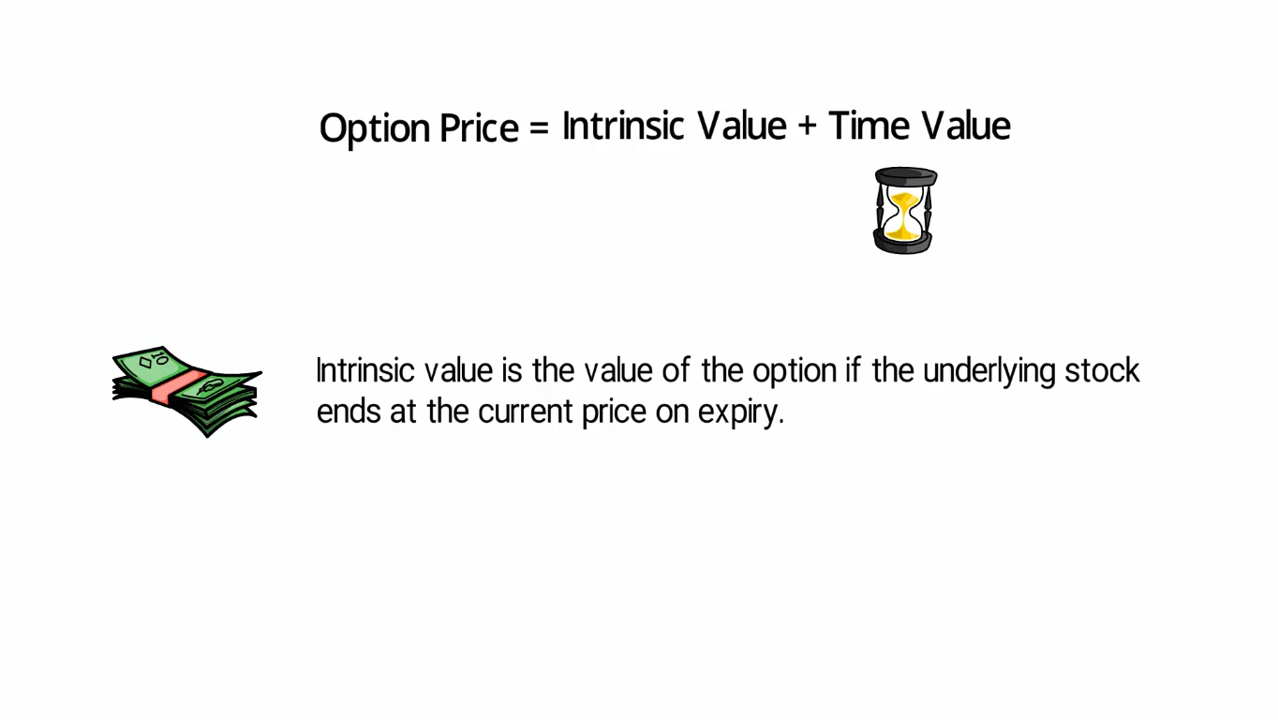 Option Price = Intrinsic Value + Time Value
10
Intrinsic value is the value of the option if the underlying stock
ends at the current price on expiry.